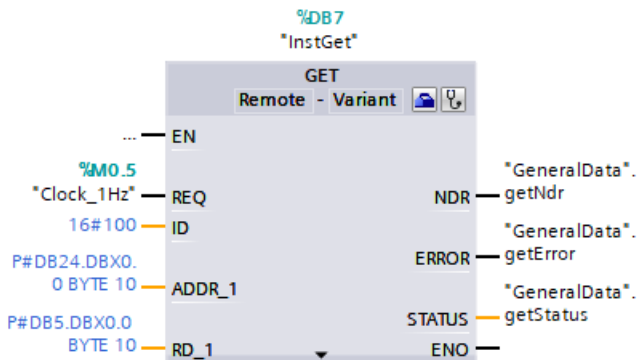 %DB7
"InstGet"
GET
Remote - Variant
... EN
%M0.5
"Clock_1Hz" REQ
16#100 ID
P#DB24.DBX0.
0 BYTE 10 ADDR_1
P#DB5.DBX0.0
BYTE 10 RD_1
"GeneralData".
NDR getNdr
"GeneralData".
ERROR getError
"GeneralData".
STATUS getStatus
ENO